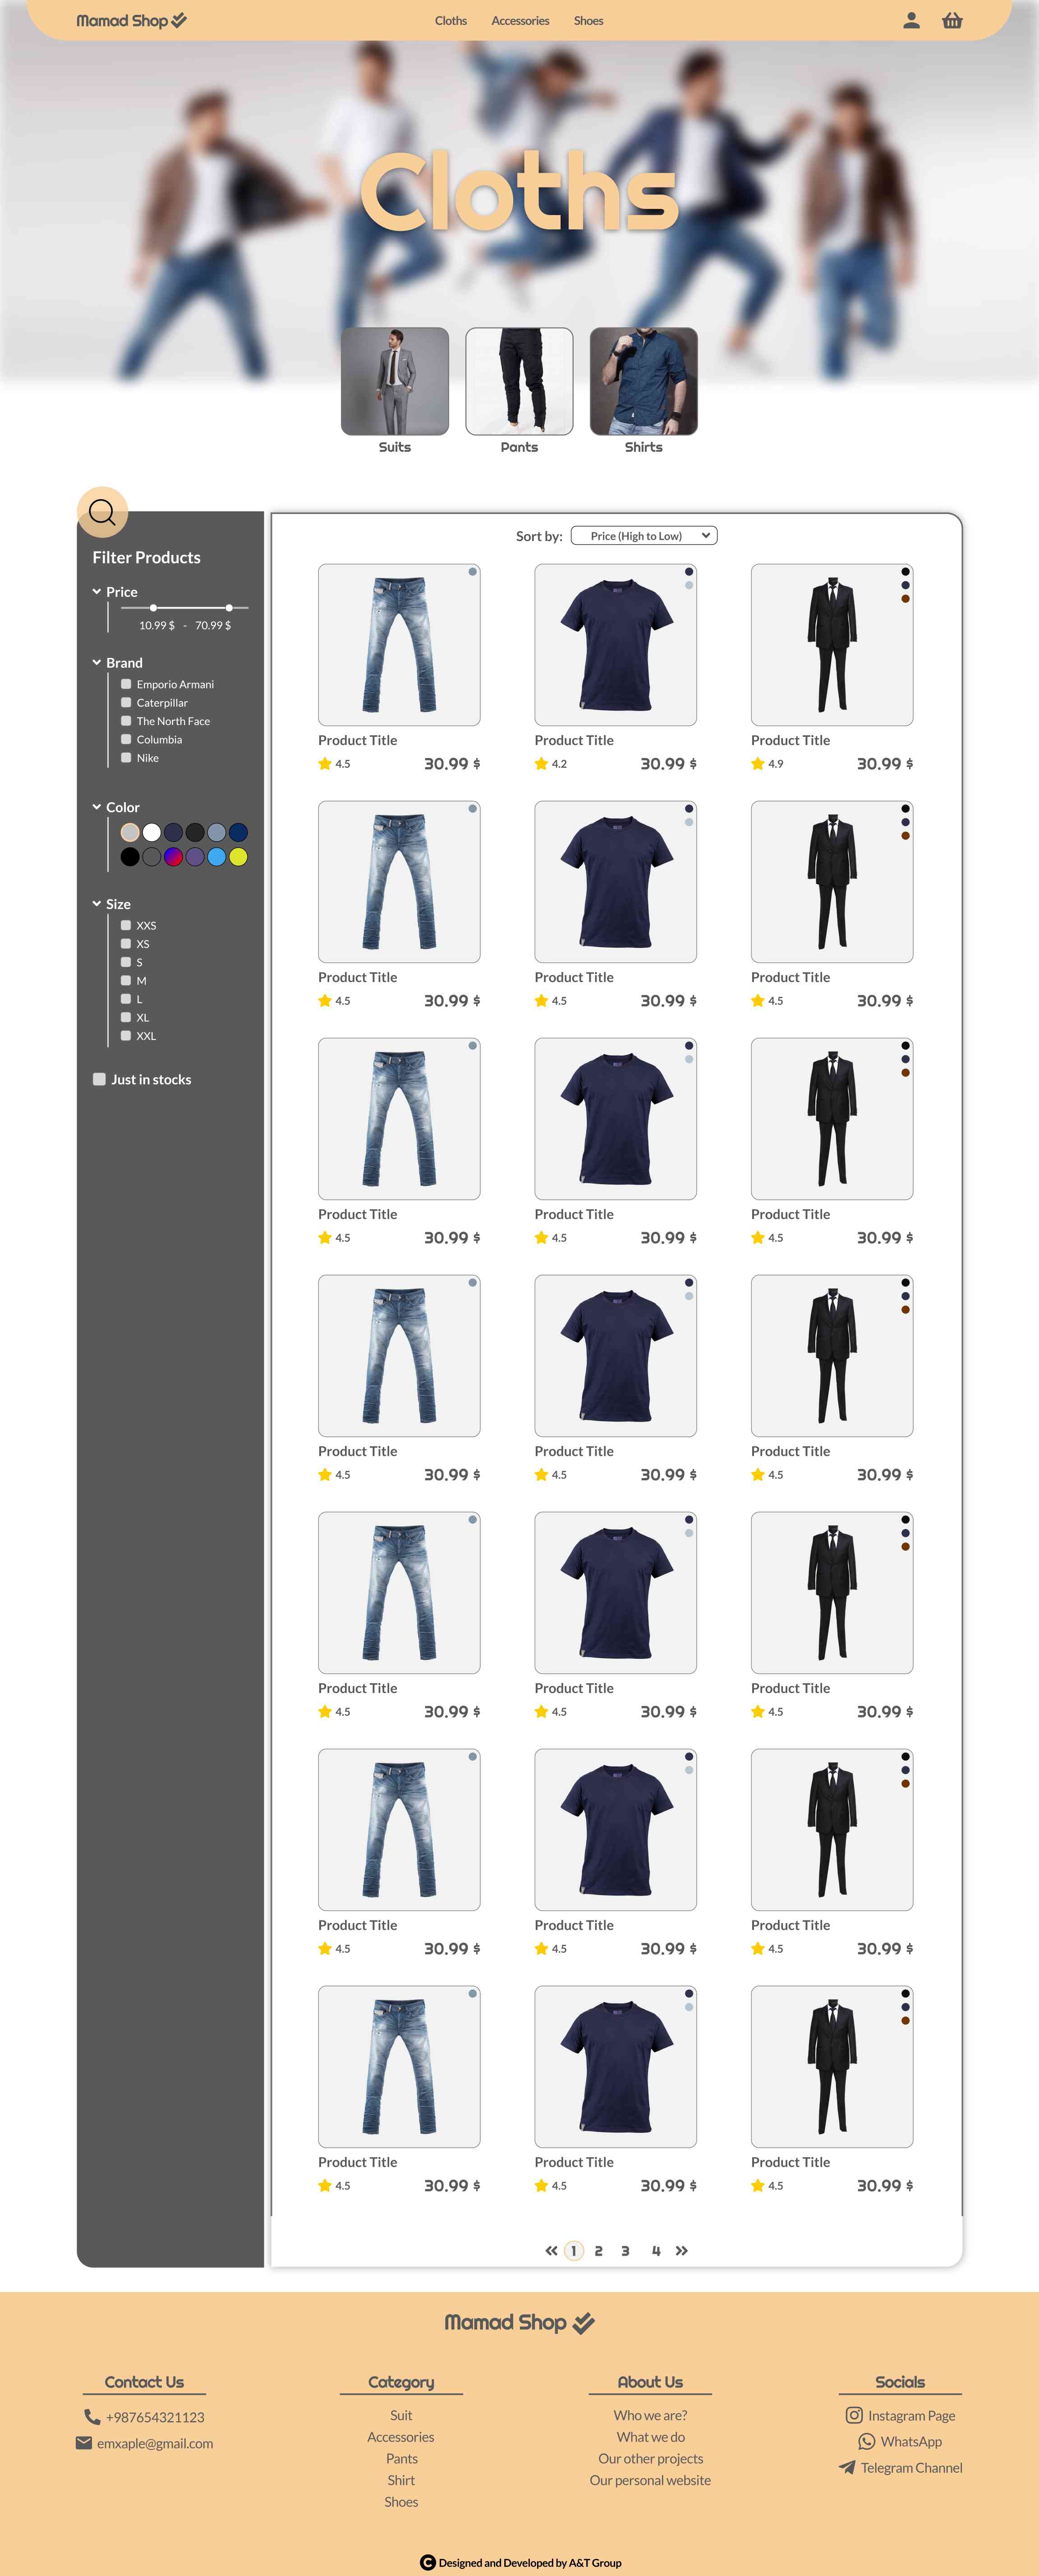 Mamad Shop
Cloths Accessories Shoes
Cloths
Suits Pants Shirts
Filter Products
Price
10.99 $ - 70.99 $
Brand
Emporio Armani
Caterpillar
The North Face
Columbia
Nike
Color
Size
XXS
XS
S
M
L
XL
XXL
Just in stocks
Sort by: Price (High to Low)
Product Title Product Title Product Title
4.5 30.99 $ 4.2 30.99 $ 4.9 30.99 $
Product Title Product Title Product Title
4.5 30.99 $ 4.5 30.99 $ 4.5 30.99 $
Product Title Product Title Product Title
4.5 30.99 $ 4.5 30.99 $ 4.5 30.99 $
Product Title Product Title Product Title
4.5 30.99 $ 4.5 30.99 $ 4.5 30.99 $
Product Title Product Title Product Title
4.5 30.99 $ 4.5 30.99 $ 4.5 30.99 $
Product Title Product Title Product Title
4.5 30.99 $ 4.5 30.99 $ 4.5 30.99 $
Product Title Product Title Product Title
4.5 30.99 $ 4.5 30.99 $ 4.5 30.99 $
« 1 2 3 4 »
Mamad Shop
Contact Us
+987654321123
emxaple@gmail.com
Category
Suit
Accessories
Pants
Shirt
Shoes
About Us
Who we are?
What we do
Our other projects
Our personal website
Socials
Instagram Page
WhatsApp
Telegram Channel
C Designed and Developed by A&T Group